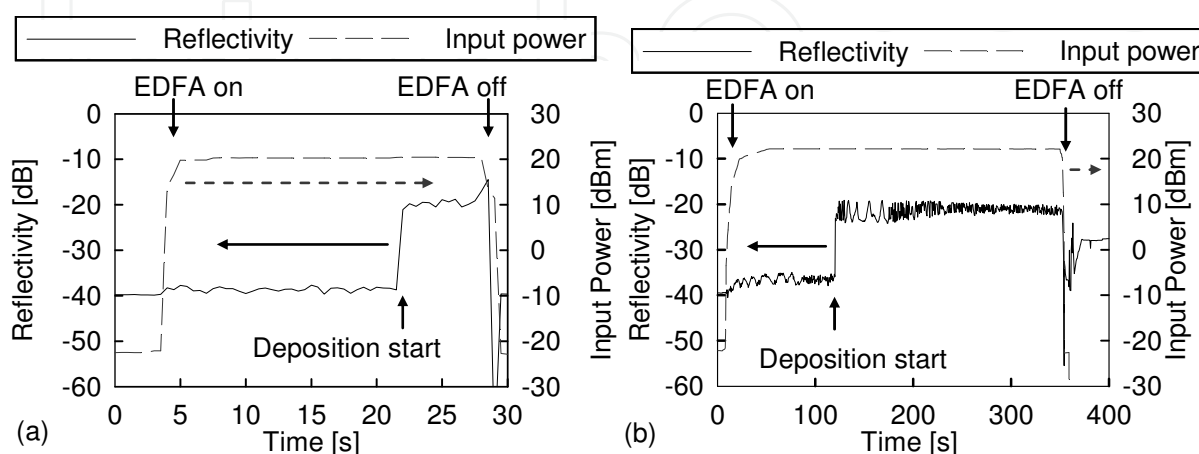 Reflectivity Input power
EDFA on EDFA off
0
-10
-20
-30
-40
-50
-60
Reflectivity [dB]
30
20
10
0
-10
-20
-30
Input Power [dBm]
Deposition start
0 5 10 15 20 25 30
Time [s]
(a)
Reflectivity Input power
EDFA on EDFA off
0
-10
-20
-30
-40
-50
-60
Reflectivity [dB]
30
20
10
0
-10
-20
-30
Input Power [dBm]
Deposition start
0 100 200 300 400
Time [s]
(b)